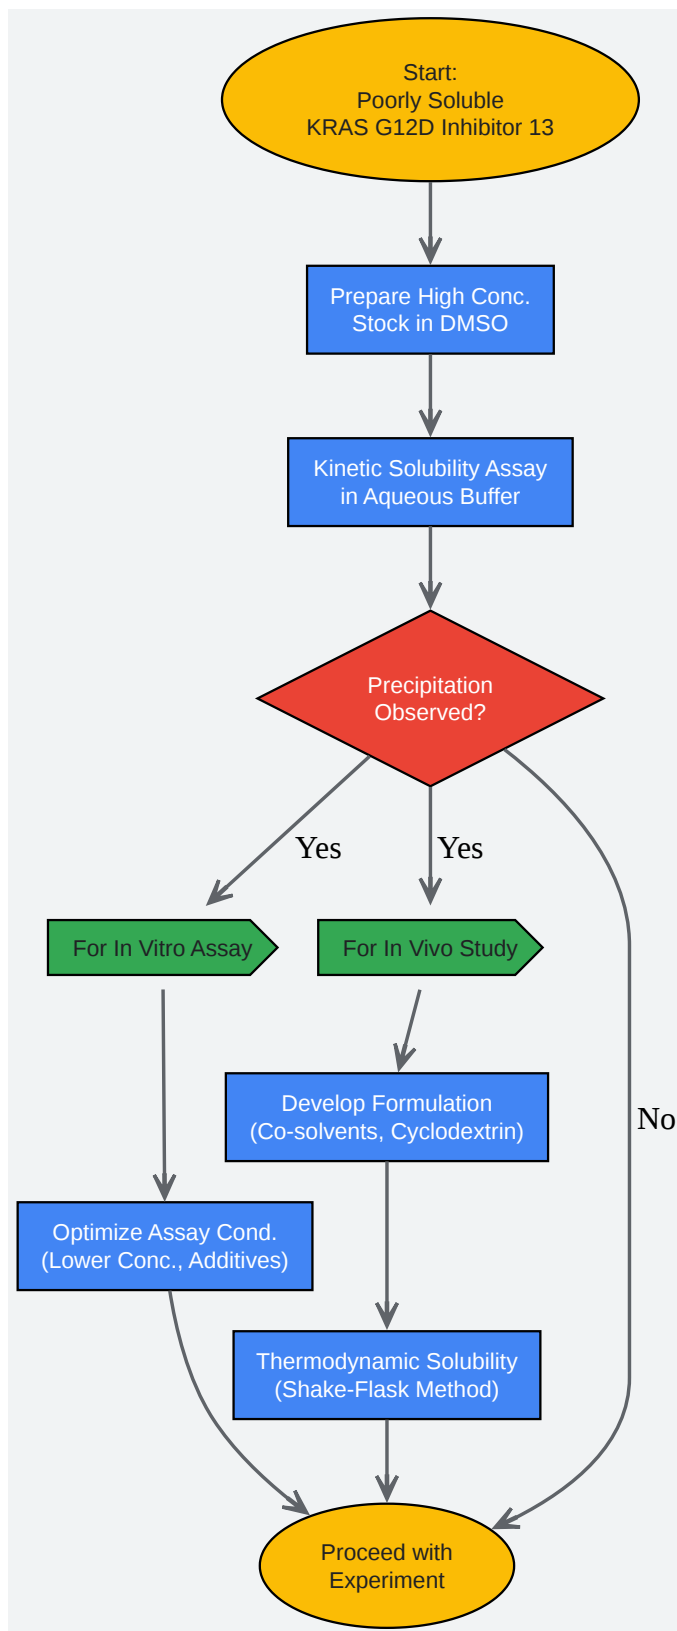 Start:
Poorly Soluble
KRAS G12D Inhibitor 13
Prepare High Conc.
Stock in DMSO
Kinetic Solubility Assay
in Aqueous Buffer
Precipitation
Observed?
Yes
Yes
For In Vitro Assay
For In Vivo Study
Develop Formulation
(Co-solvents, Cyclodextrin)
No
Optimize Assay Cond.
(Lower Conc., Additives)
Thermodynamic Solubility
(Shake-Flask Method)
Proceed with
Experiment